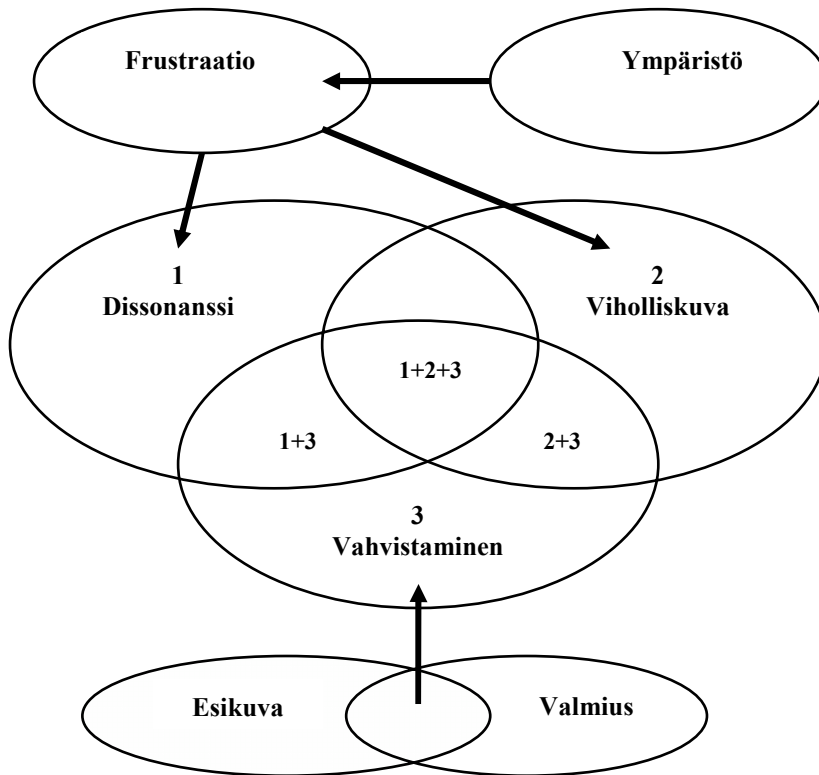 Frustraatio
Ympäristö
1
Dissonanssi
2
Viholliskuva
1+2+3
1+3
2+3
3
Vahvistaminen
Esikuva
Valmius